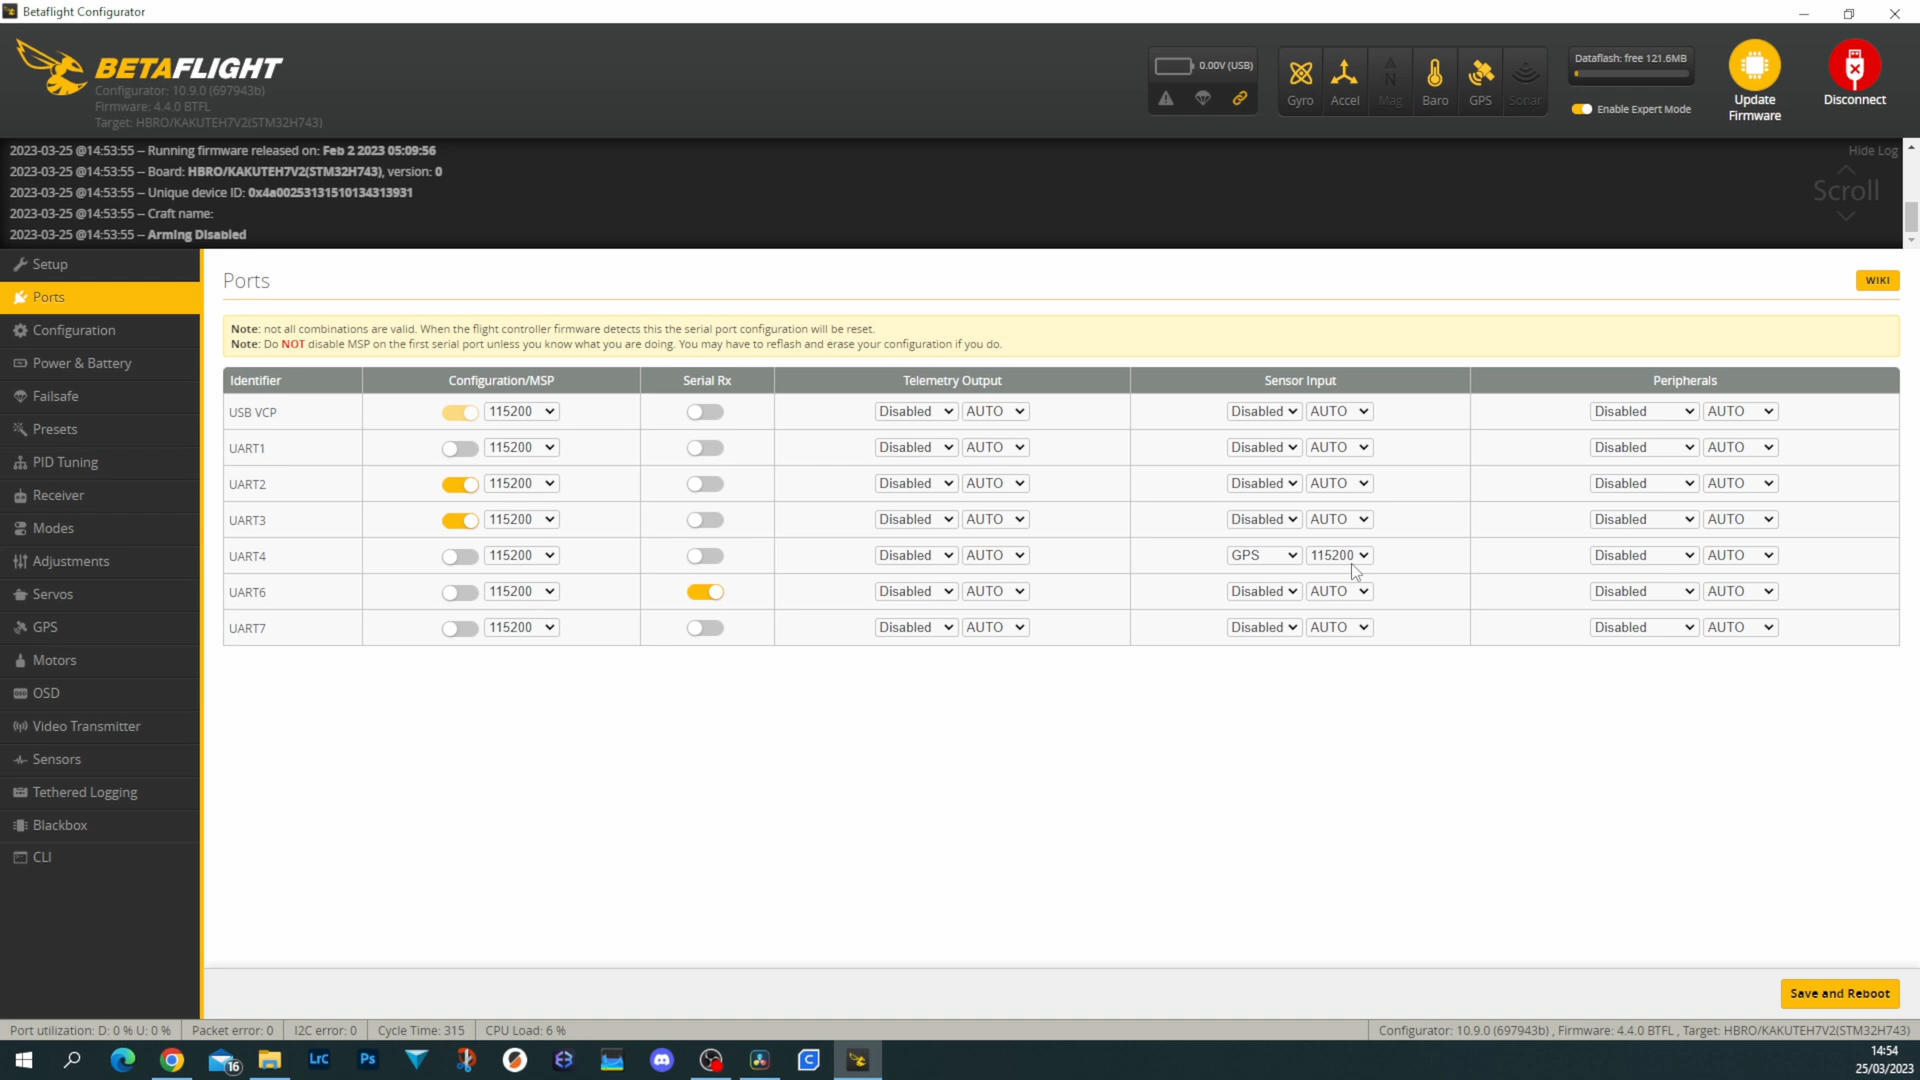 Betaflight Configurator
BETAFLIGHT
Configurator: 10.9.0 (697943b)
Firmware: 4.4.0 BTFL
Target: HBRO/KAKUTEH7V2(STM32H743)
0.00V (USB)
Gyro
Accel
Mag
Baro
GPS
Sonar
Dataflash: free 121.6MB
Enable Expert Mode
Update
Firmware
Disconnect
2023-03-25 @14:53:55 -- Running firmware released on: Feb 2 2023 05:09:56
2023-03-25 @14:53:55 -- Board: HBRO/KAKUTEH7V2(STM32H743), version: 0
2023-03-25 @14:53:55 -- Unique device ID: 0x4a00253131510134313931
2023-03-25 @14:53:55 -- Craft name:
2023-03-25 @14:53:55 -- Arming Disabled
Hide Log
Scroll
Setup
Ports
Configuration
Power & Battery
Failsafe
Presets
PID Tuning
Receiver
Modes
Adjustments
Servos
GPS
Motors
OSD
Video Transmitter
Sensors
Tethered Logging
Blackbox
CLI
Ports
WIKI
Note: not all combinations are valid. When the flight controller firmware detects this the serial port configuration will be reset.
Note: Do NOT disable MSP on the first serial port unless you know what you are doing. You may have to reflash and erase your configuration if you do.
Identifier Configuration/MSP Serial Rx Telemetry Output Sensor Input Peripherals
USB VCP 115200 Disabled AUTO Disabled AUTO Disabled AUTO
UART1 115200 Disabled AUTO Disabled AUTO Disabled AUTO
UART2 115200 Disabled AUTO Disabled AUTO Disabled AUTO
UART3 115200 Disabled AUTO Disabled AUTO Disabled AUTO
UART4 115200 Disabled AUTO GPS 115200 Disabled AUTO
UART6 115200 Disabled AUTO Disabled AUTO Disabled AUTO
UART7 115200 Disabled AUTO Disabled AUTO Disabled AUTO
Save and Reboot
Port utilization: D: 0 % U: 0 % Packet error: 0 I2C error: 0 Cycle Time: 315 CPU Load: 6 %
Configurator: 10.9.0 (697943b) , Firmware: 4.4.0 BTFL , Target: HBRO/KAKUTEH7V2(STM32H743)
16
LrC
Ps
14:54
25/03/2023